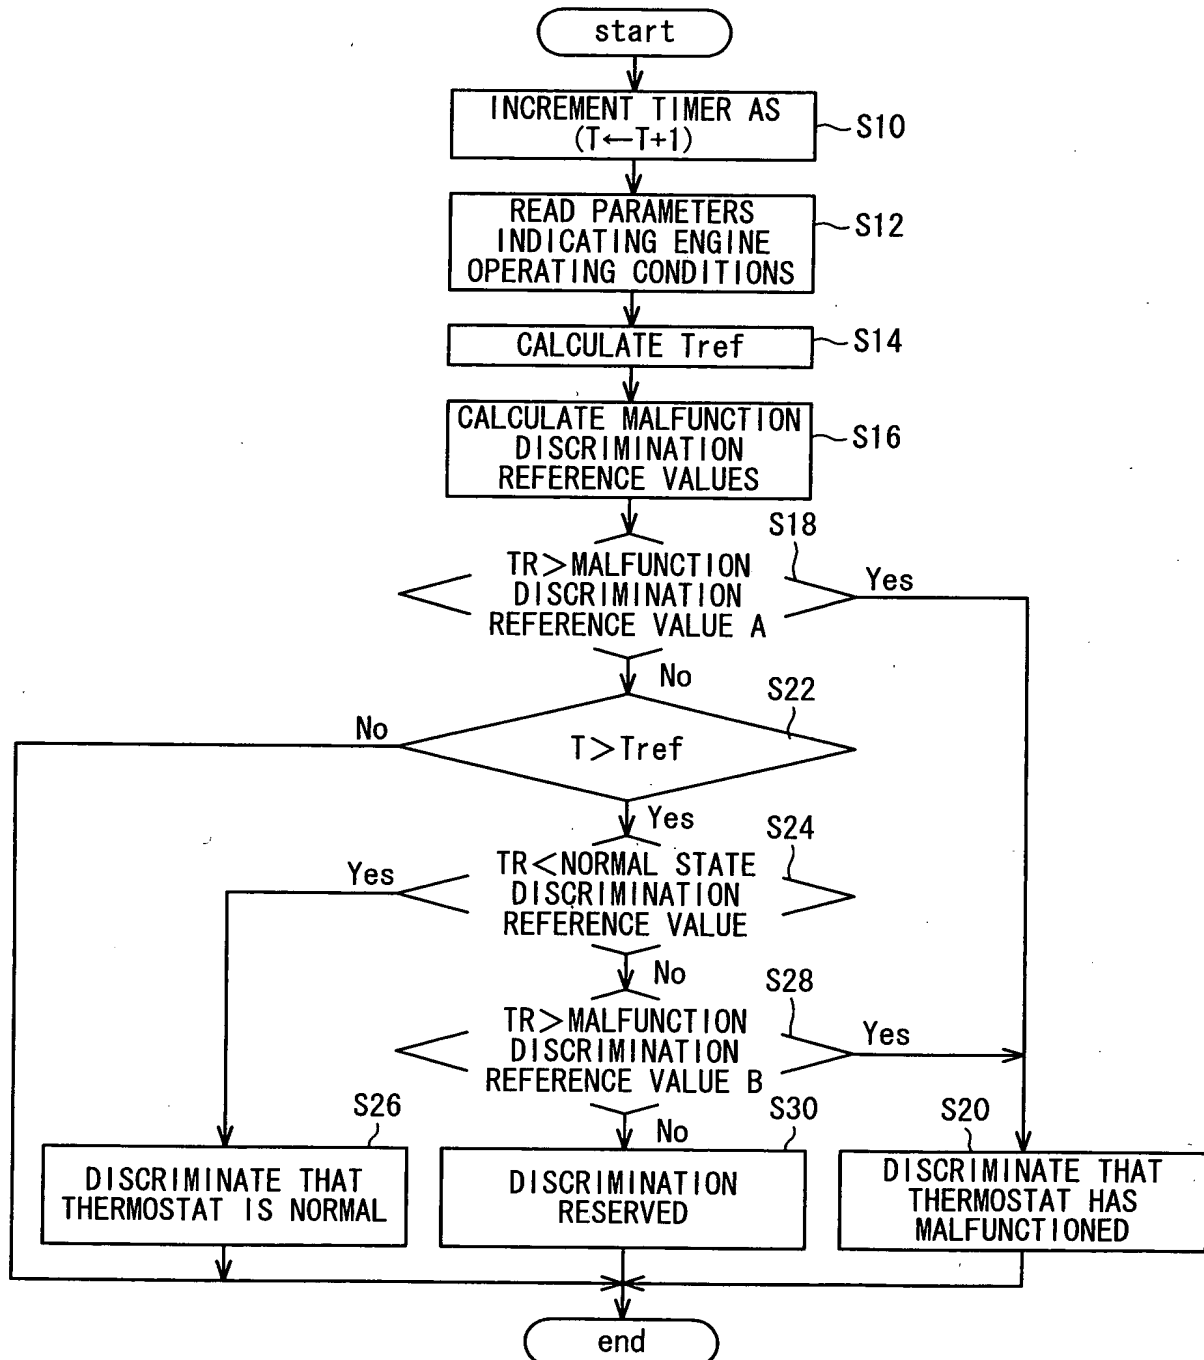 start
INCREMENT TIMER AS
(T←T+1)
S10
READ PARAMETERS
INDICATING ENGINE
OPERATING CONDITIONS
S12
CALCULATE Tref
S14
CALCULATE MALFUNCTION
DISCRIMINATION
REFERENCE VALUES
S16
S18
TR>MALFUNCTION
DISCRIMINATION
REFERENCE VALUE A
Yes
No
S22
No
T>Tref
Yes
S24
Yes
TR<NORMAL STATE
DISCRIMINATION
REFERENCE VALUE
No
S28
TR>MALFUNCTION
DISCRIMINATION
REFERENCE VALUE B
Yes
No
S26
DISCRIMINATE THAT
THERMOSTAT IS NORMAL
S30
DISCRIMINATION
RESERVED
S20
DISCRIMINATE THAT
THERMOSTAT HAS
MALFUNCTIONED
end